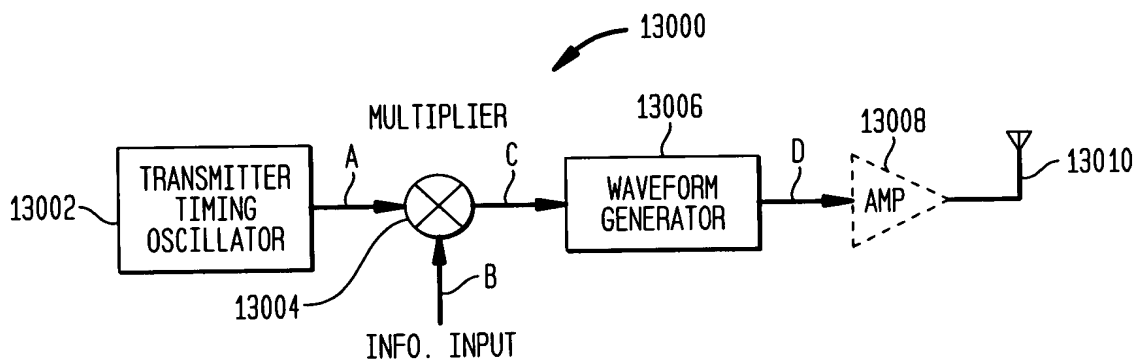 13000
MULTIPLIER
13006
13008
13010
A
C
D
13002
TRANSMITTER
TIMING
OSCILLATOR
WAVEFORM
GENERATOR
AMP
13004
B
INFO. INPUT